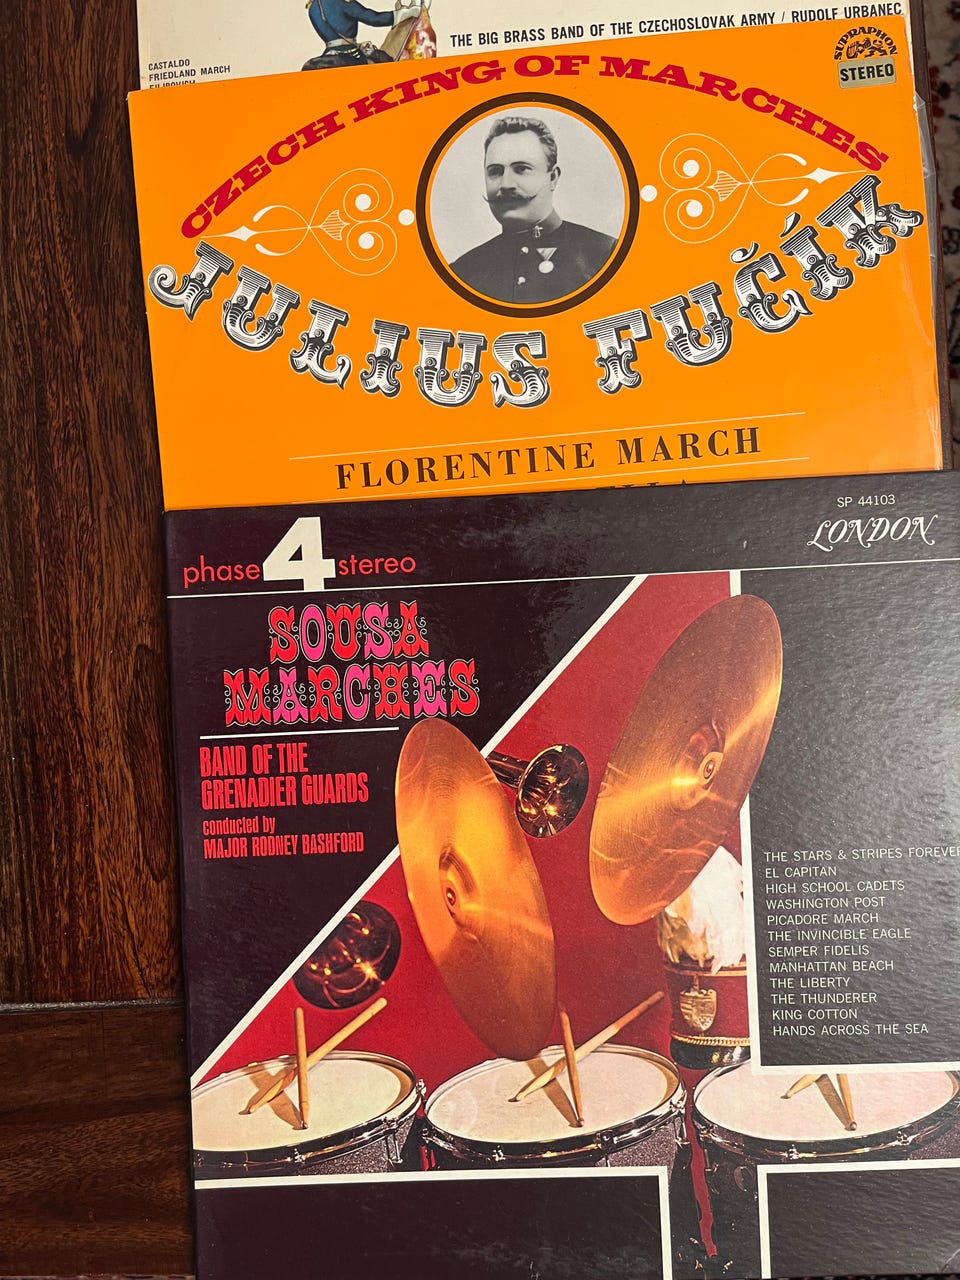 THE BIG BRASS BAND OF THE CZECHOSLOVAK ARMY / RUDOLF URBANEC
CASTALDO
FRIEDLAND MARCH
SUPRAPHON
STEREO
CZECH KING OF MARCHES
JULIUS FUČÍK
FLORENTINE MARCH
SP 44103
LONDON
phase 4 stereo
SOUSA
MARCHES
BAND OF THE
GRENADIER GUARDS
conducted by
MAJOR RODNEY BASHFORD
THE STARS & STRIPES FOREVER
EL CAPITAN
HIGH SCHOOL CADETS
WASHINGTON POST
PICADORE MARCH
THE INVINCIBLE EAGLE
SEMPER FIDELIS
MANHATTAN BEACH
THE LIBERTY
THE THUNDERER
KING COTTON
HANDS ACROSS THE SEA